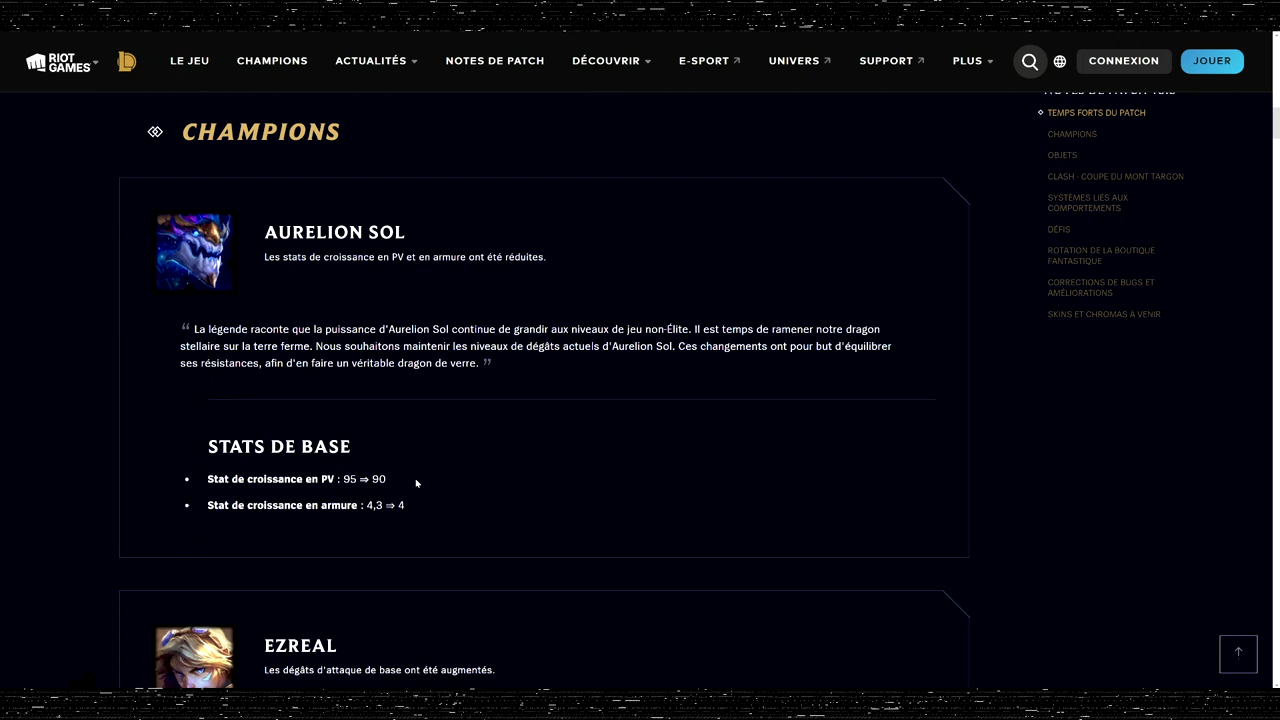 RIOT GAMES
LE JEU
CHAMPIONS
ACTUALITÉS
NOTES DE PATCH
DÉCOUVRIR
E-SPORT
UNIVERS
SUPPORT
PLUS
CONNEXION
JOUER
CHAMPIONS
AURELION SOL
Les stats de croissance en PV et en armure ont été réduites.
“ La légende raconte que la puissance d'Aurelion Sol continue de grandir aux niveaux de jeu non-Élite. Il est temps de ramener notre dragon
stellaire sur la terre ferme. Nous souhaitons maintenir les niveaux de dégâts actuels d'Aurelion Sol. Ces changements ont pour but d'équilibrer
ses résistances, afin d'en faire un véritable dragon de verre. ”
STATS DE BASE
• Stat de croissance en PV : 95 ⇒ 90
• Stat de croissance en armure : 4,3 ⇒ 4
EZREAL
Les dégâts d'attaque de base ont été augmentés.
TEMPS FORTS DU PATCH
CHAMPIONS
OBJETS
CLASH - COUPE DU MONT TARGON
SYSTÈMES LIÉS AUX
COMPORTEMENTS
DÉFIS
ROTATION DE LA BOUTIQUE
FANTASTIQUE
CORRECTIONS DE BUGS ET
AMÉLIORATIONS
SKINS ET CHROMAS À VENIR